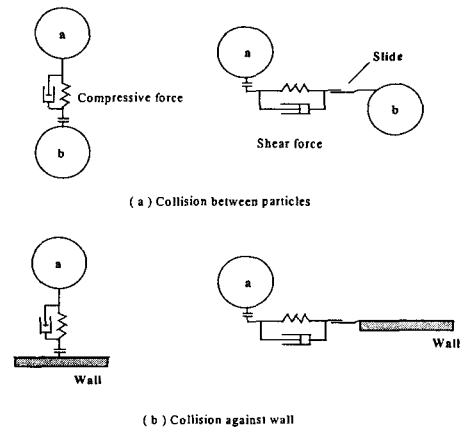 a
Compressive force
b
a
Slide
b
Shear force
( a ) Collision between particles
a
Wall
a
Wall
( b ) Collision against wall